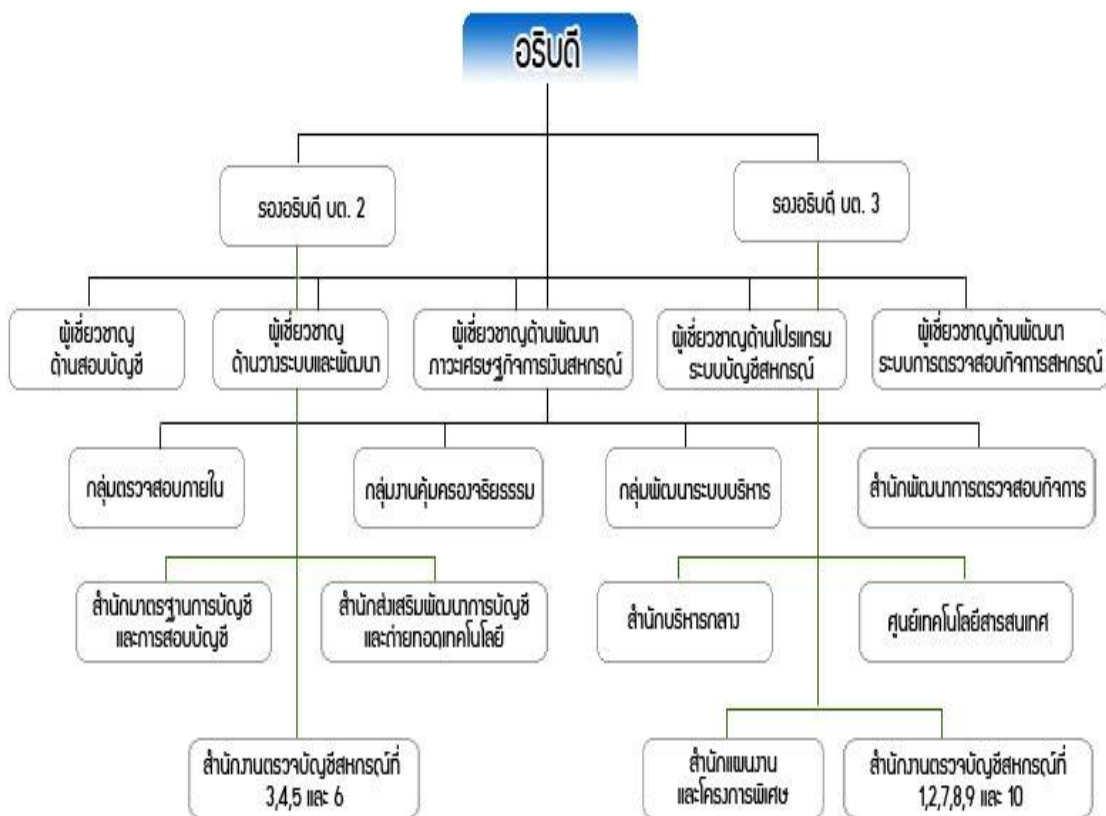 อธิบดี
รองอธิบดี บต. 2
รองอธิบดี บต. 3
ผู้เชี่ยวชาญ
ด้านสอบบัญชี
ผู้เชี่ยวชาญ
ด้านวางระบบและพัฒนา
ผู้เชี่ยวชาญด้านพัฒนา
ภาวะเศรษฐกิจการเงินสหกรณ์
ผู้เชี่ยวชาญด้านโปรแกรม
ระบบบัญชีสหกรณ์
ผู้เชี่ยวชาญด้านพัฒนา
ระบบการตรวจสอบกิจการสหกรณ์
กลุ่มตรวจสอบภายใน
กลุ่มงานคุ้มครองจริยธรรม
กลุ่มพัฒนาระบบบริหาร
สำนักพัฒนาการตรวจสอบกิจการ
สำนักมาตรฐานการบัญชี
และการสอบบัญชี
สำนักส่งเสริมพัฒนาการบัญชี
และถ่ายทอดเทคโนโลยี
สำนักบริหารกลาง
ศูนย์เทคโนโลยีสารสนเทศ
สำนักงานตรวจบัญชีสหกรณ์ที่
3,4,5 และ 6
สำนักแผนงาน
และโครงการพิเศษ
สำนักงานตรวจบัญชีสหกรณ์ที่
1,2,7,8,9 และ 10